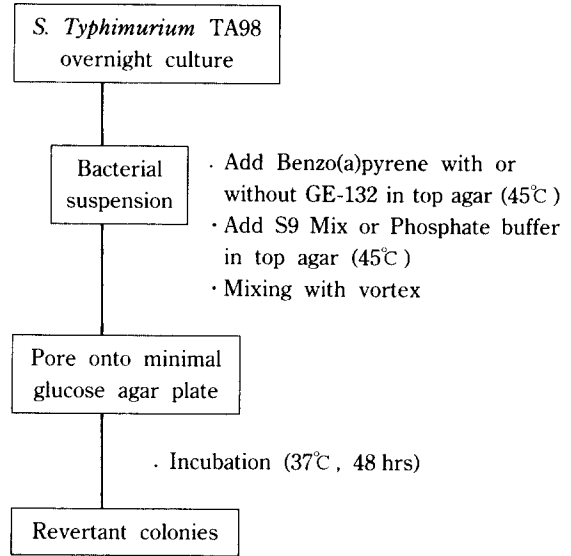 S. Typhimurium TA98
overnight culture
Bacterial
suspension
. Add Benzo(a)pyrene with or
without GE-132 in top agar (45℃)
· Add S9 Mix or Phosphate buffer
in top agar (45℃)
· Mixing with vortex
Pore onto minimal
glucose agar plate
. Incubation (37℃, 48 hrs)
Revertant colonies